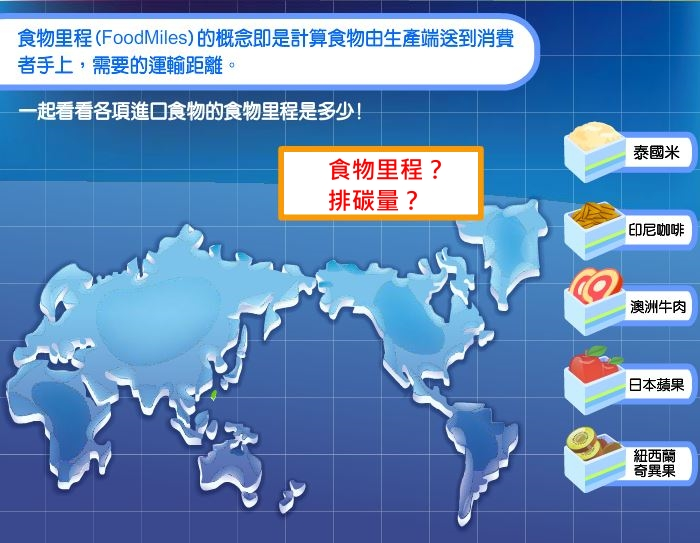 食物里程(FoodMiles)的概念即是計算食物由生產端送到消費
者手上，需要的運輸距離。
一起看看各項進口食物的食物里程是多少!
食物里程？
排碳量？
泰國米
印尼咖啡
澳洲牛肉
日本蘋果
紐西蘭
奇異果